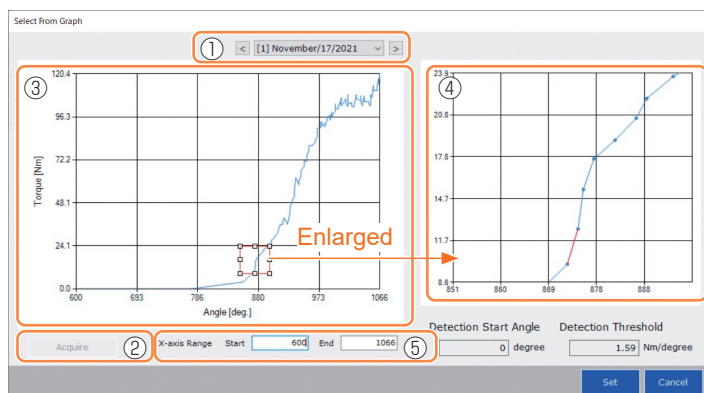 Select From Graph
① < [1] November/17/2021 >
③
120.4
96.3
72.2
48.1
24.1
0.0
Torque [Nm]
600 693 786 880 973 1066
Angle [deg.]
Enlarged
④
23.9
20.8
17.8
14.7
11.7
8.6
851 860 869 878 888
Acquire ②
X-axis Range Start 600 End 1066 ⑤
Detection Start Angle Detection Threshold
0 degree 1.59 Nm/degree
Set Cancel